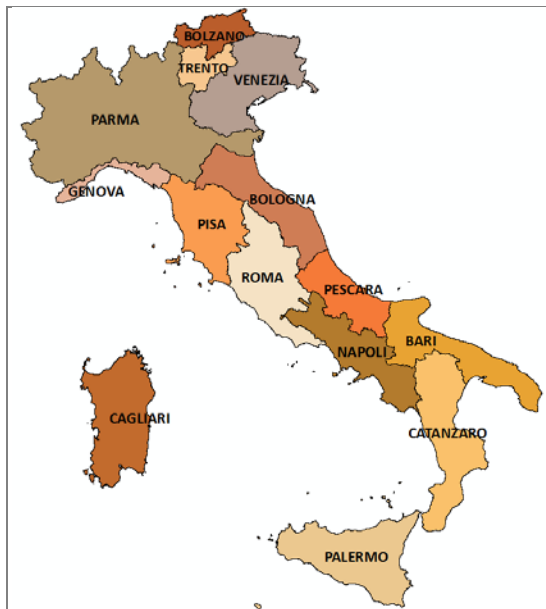 BOLZANO
TRENTO
VENEZIA
PARMA
GENOVA
BOLOGNA
PISA
ROMA
PESCARA
NAPOLI
BARI
CAGLIARI
CATANZARO
PALERMO